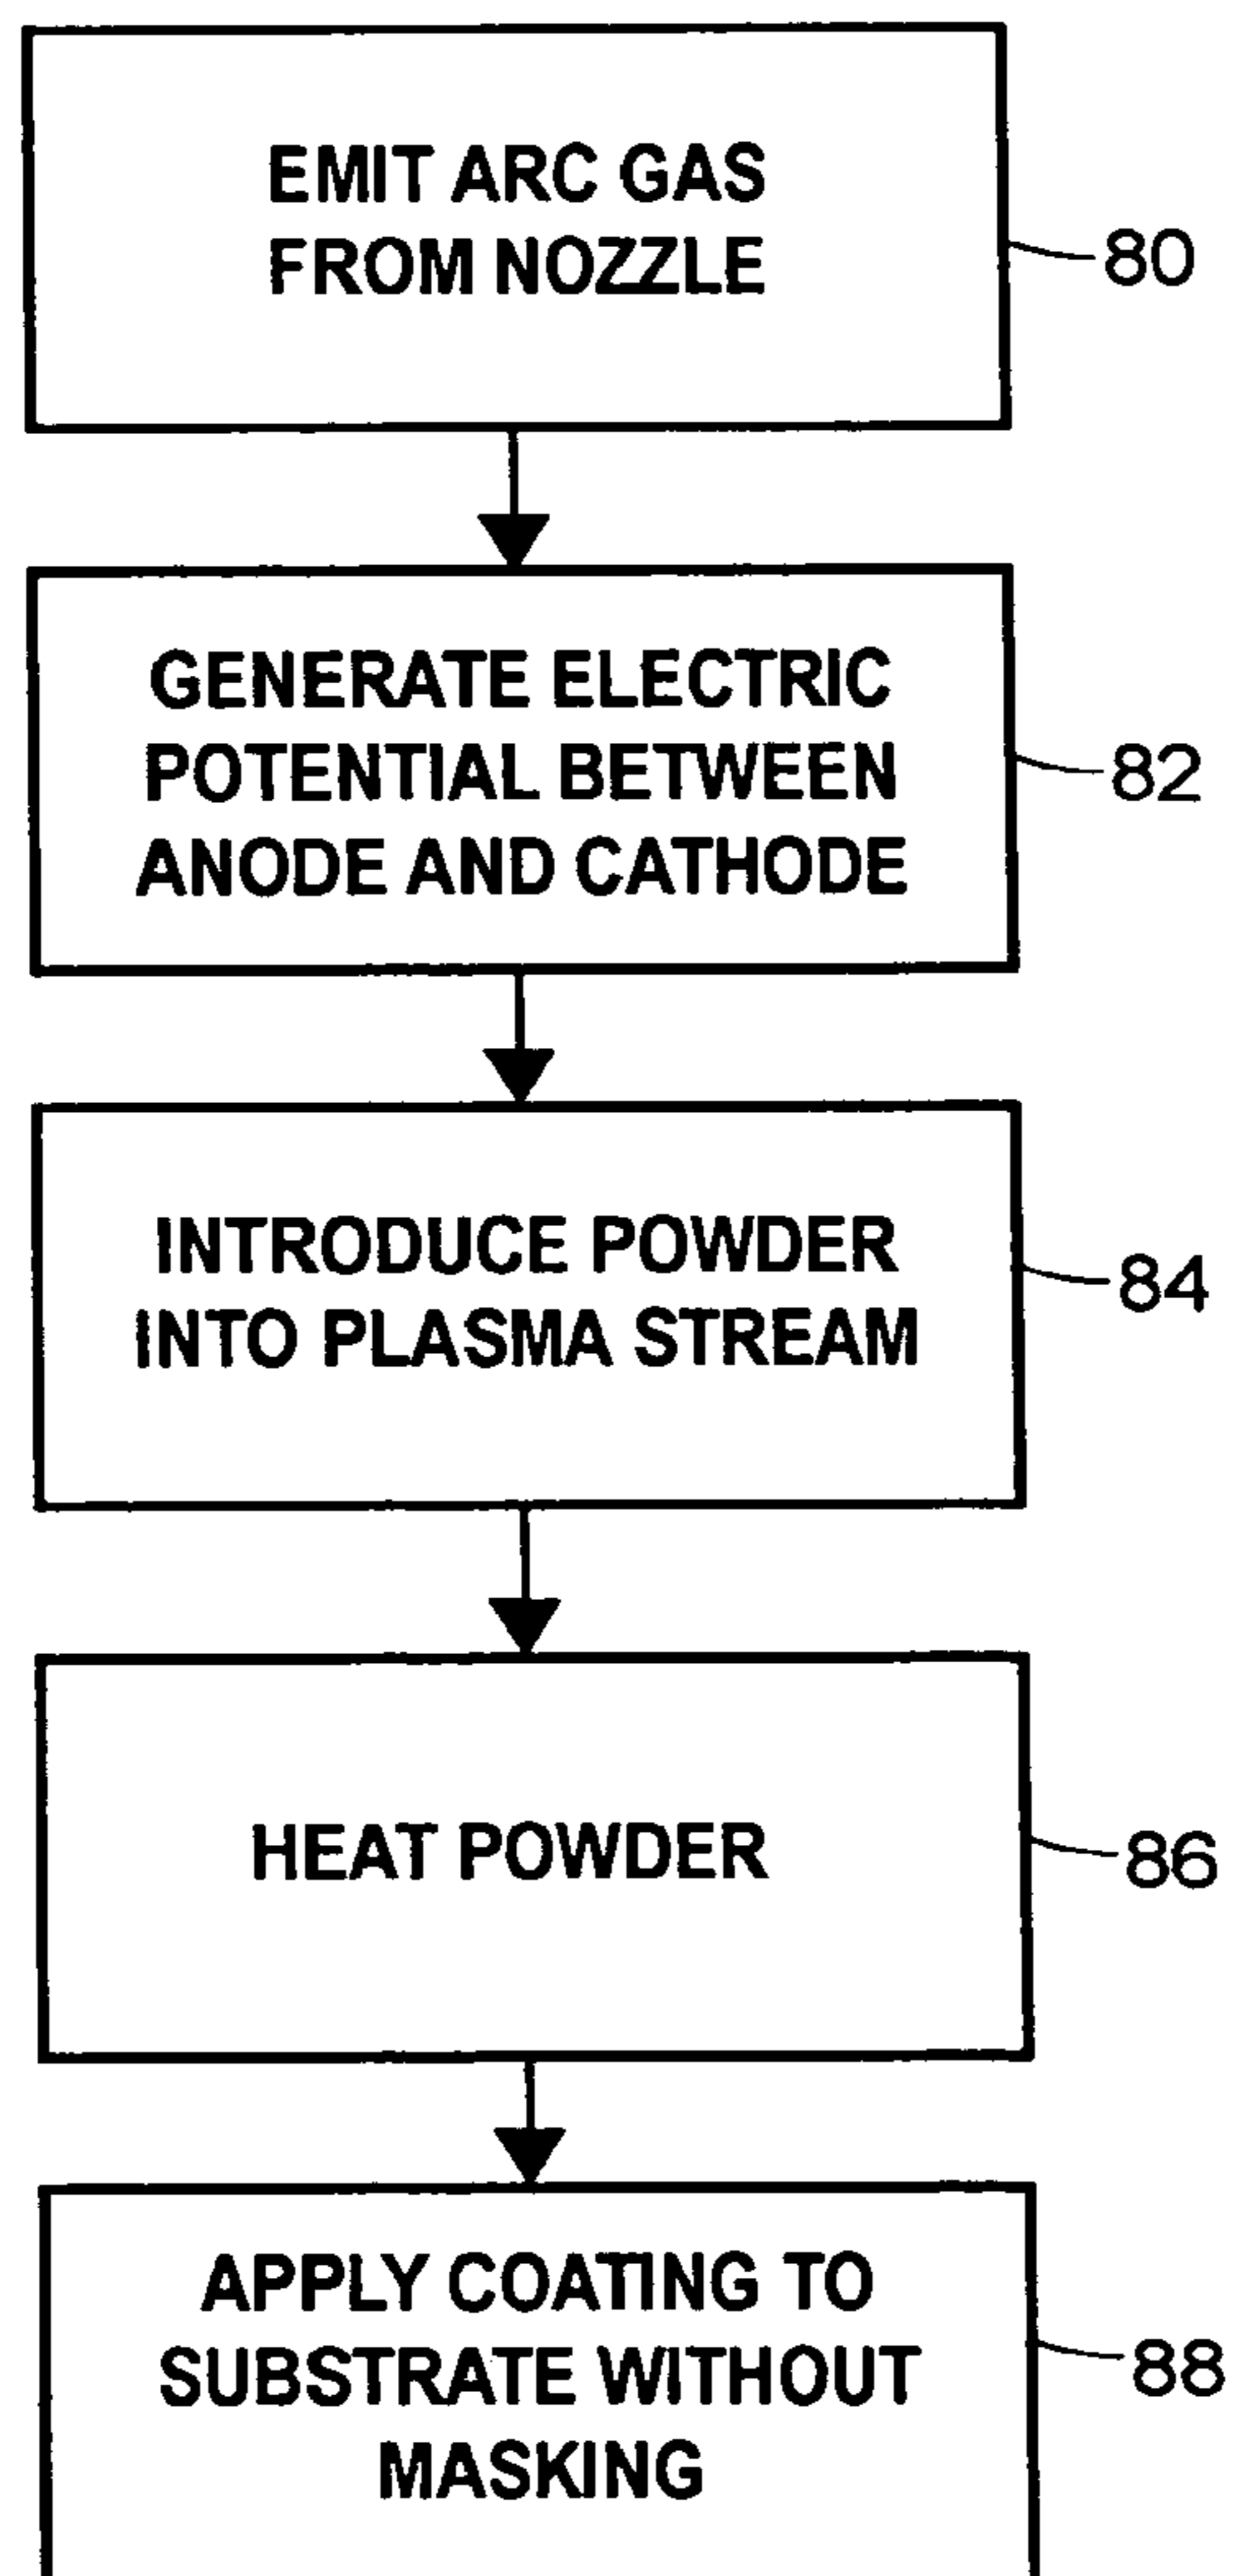 EMIT ARC GAS
FROM NOZZLE
80
GENERATE ELECTRIC
POTENTIAL BETWEEN
ANODE AND CATHODE
82
INTRODUCE POWDER
INTO PLASMA STREAM
84
HEAT POWDER
86
APPLY COATING TO
SUBSTRATE WITHOUT
MASKING
88